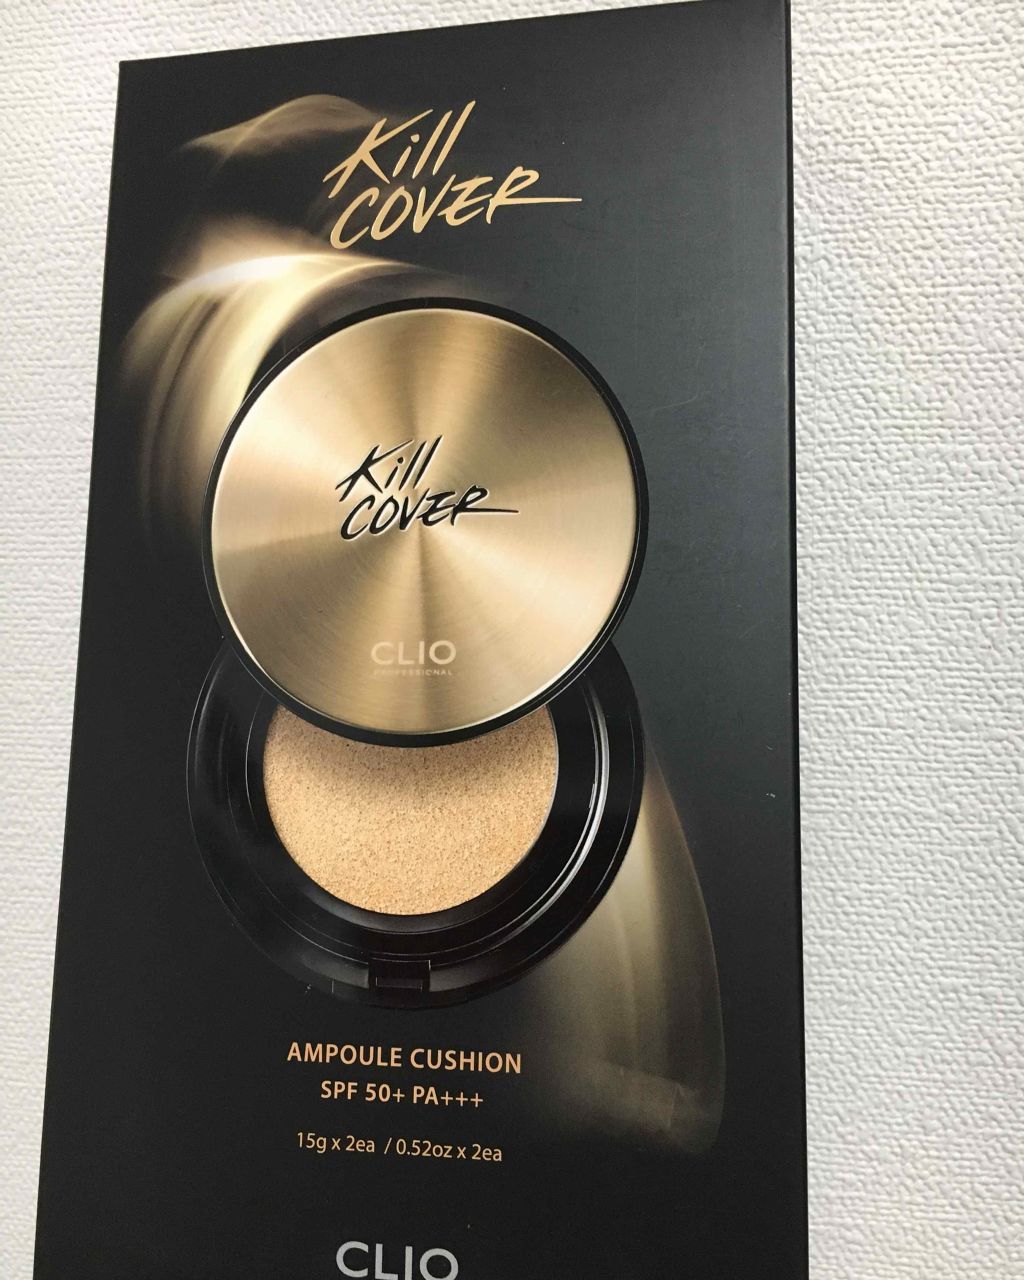 Kill
COVER
Kill
COVER
CLIO
PROFESSIONAL
AMPOULE CUSHION
SPF 50+ PA+++
15g x 2ea / 0.52oz x 2ea
CLIO